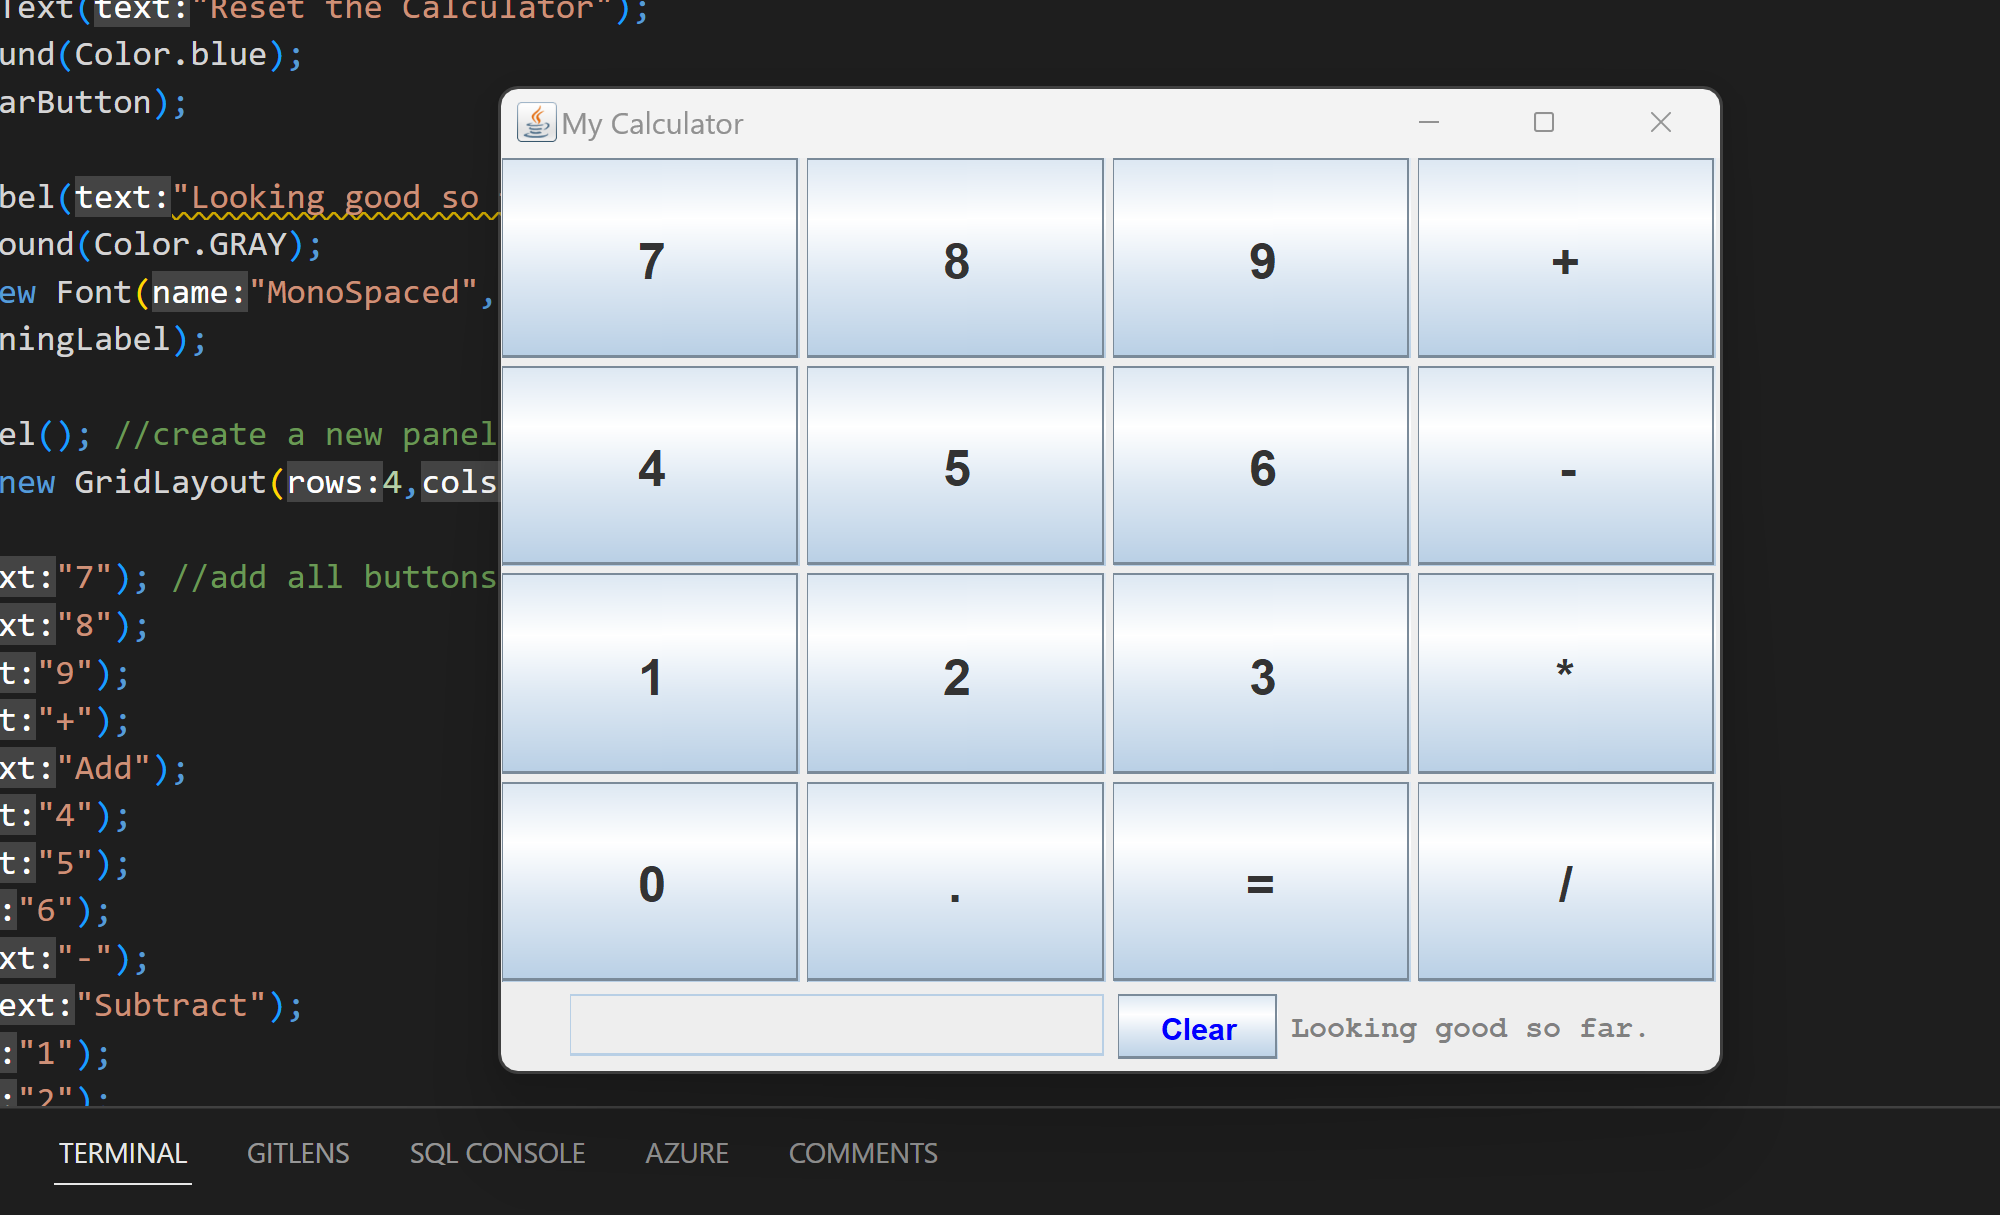 Text(text:"Reset the Calculator");
und(Color.blue);
arButton);
bel(text:"Looking good so
ound(Color.GRAY);
ew Font(name:"MonoSpaced",
ningLabel);
el(); //create a new panel
new GridLayout(rows:4,cols
xt:"7"); //add all buttons
xt:"8");
t:"9");
t:"+");
xt:"Add");
t:"4");
t:"5");
:"6");
xt:"-");
ext:"Subtract");
:"1");
:"2");
My Calculator
7 8 9 +
4 5 6 -
1 2 3 *
0 . = /
Clear Looking good so far.
TERMINAL GITLENS SQL CONSOLE AZURE COMMENTS